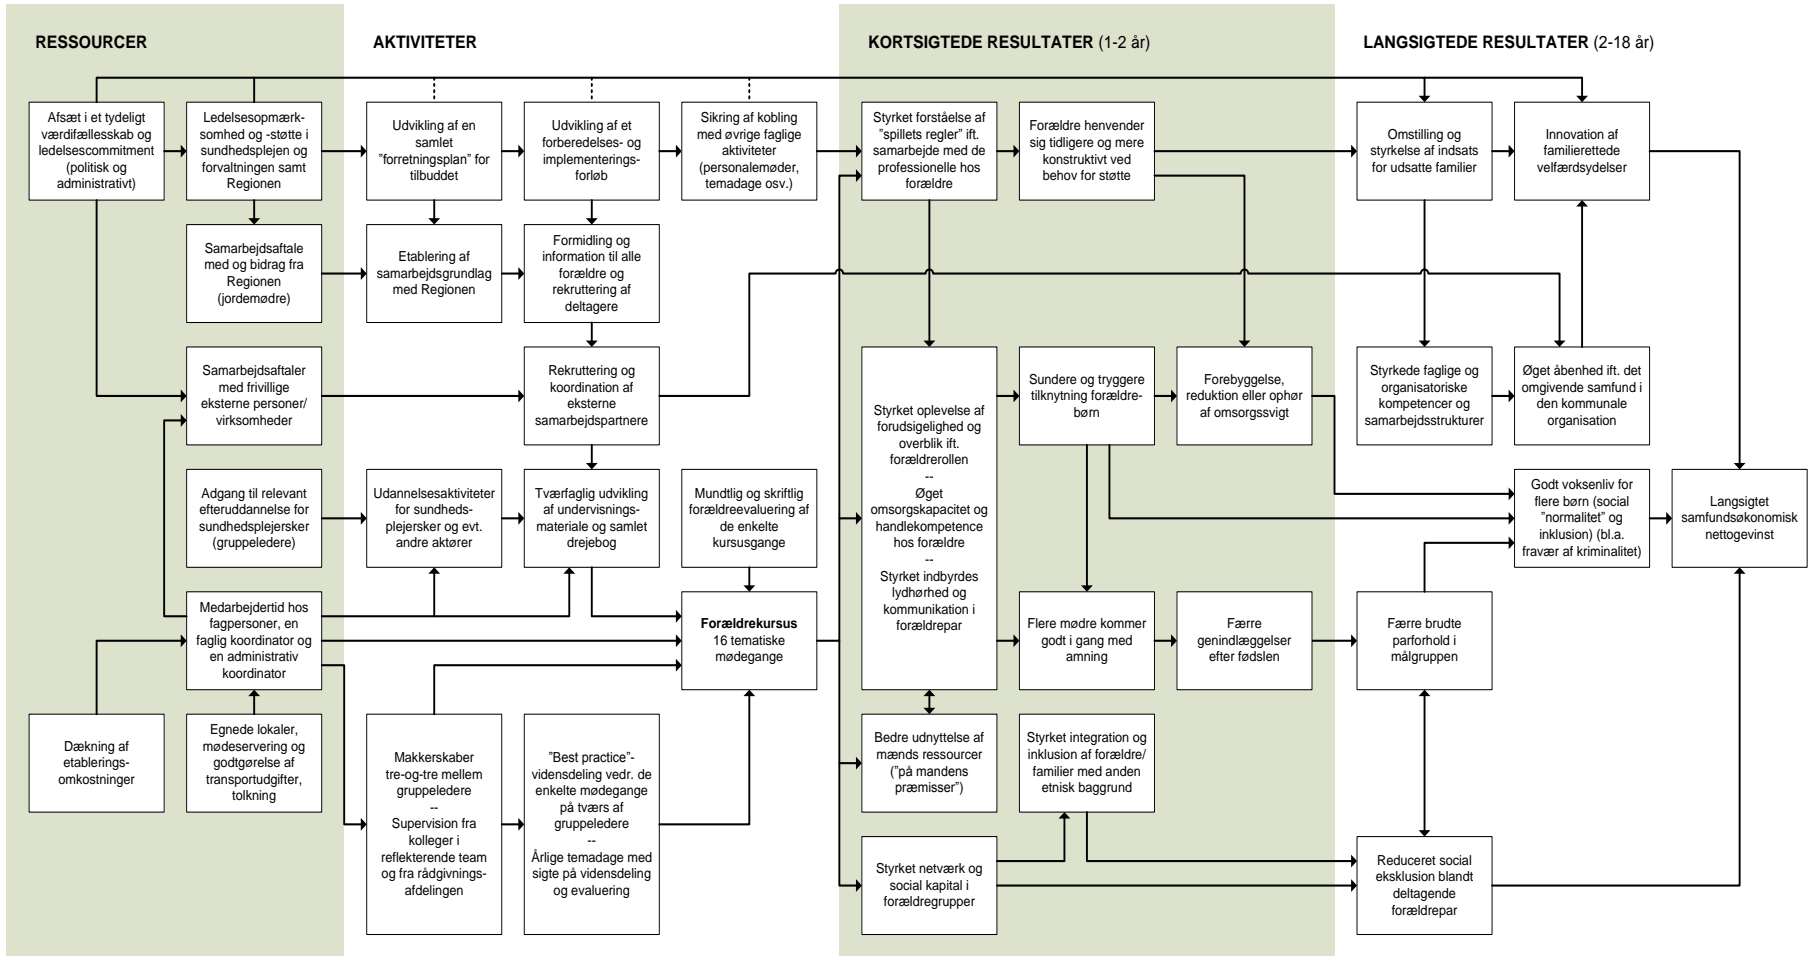 RESSOURCER
AKTIVITETER
KORTSIGTEDE RESULTATER (1-2 år)
LANGSIGTEDE RESULTATER (2-18 år)
Afsæt i et tydeligt
værdifællesskab og
ledelsescommitment
(politisk og
administrativt)
Ledelsesopmærk-
somhed og -støtte i
sundhedsplejen og
forvaltningen samt
Regionen
Udvikling af en
samlet
"forretningsplan" for
tilbuddet
Udvikling af et
forberedelses- og
implementerings-
forløb
Sikring af kobling
med øvrige faglige
aktiviteter
(personalemøder,
temadage osv.)
Styrket forståelse af
"spillets regler" ift.
samarbejde med de
professionelle hos
forældre
Forældre henvender
sig tidligere og mere
konstruktivt ved
behov for støtte
Omstilling og
styrkelse af indsats
for udsatte familier
Innovation af
familierettede
velfærdsydelser
Samarbejdsaftale
med og bidrag fra
Regionen
(jordemødre)
Etablering af
samarbejdsgrundlag
med Regionen
Formidling og
information til alle
forældre og
rekruttering af
deltagere
Samarbejdsaftaler
med frivillige
eksterne personer/
virksomheder
Rekruttering og
koordination af
eksterne
samarbejdspartnere
Styrket oplevelse af
forudsigelighed og
overblik ift.
forældrerollen
--
Øget
omsorgskapacitet og
handlekompetence
hos forældre
--
Styrket indbyrdes
lydhørhed og
kommunikation i
forældrepar
Sundere og tryggere
tilknytning forældre-
børn
Forebyggelse,
reduktion eller ophør
af omsorgssvigt
Styrkede faglige og
organisatoriske
kompetencer og
samarbejdsstrukturer
Øget åbenhed ift. det
omgivende samfund i
den kommunale
organisation
Adgang til relevant
efteruddannelse for
sundhedsplejersker
(gruppeledere)
Udannelsesaktiviteter
for sundheds-
plejersker og evt.
andre aktører
Tværfaglig udvikling
af undervisnings-
materiale og samlet
drejebog
Mundtlig og skriftlig
forældreevaluering af
de enkelte
kursusgange
Godt voksenliv for
flere børn (social
"normalitet" og
inklusion) (bl.a.
fravær af kriminalitet)
Langsigtet
samfundsøkonomisk
nettogevinst
Medarbejdertid hos
fagpersoner, en
faglig koordinator og
en administrativ
koordinator
Forældrekursus
16 tematiske
mødegange
Flere mødre kommer
godt i gang med
amning
Færre
genindlæggelser
efter fødslen
Færre brudte
parforhold i
målgruppen
Dækning af
etablerings-
omkostninger
Egnede lokaler,
mødeservering og
godtgørelse af
transportudgifter,
tolkning
Makkerskaber
tre-og-tre mellem
gruppeledere
--
Supervision fra
kolleger i
reflekterende team
og fra rådgivnings-
afdelingen
"Best practice"-
vidensdeling vedr. de
enkelte mødegange
på tværs af
gruppeledere
--
Årlige temadage med
sigte på vidensdeling
og evaluering
Bedre udnyttelse af
mænds ressourcer
("på mandens
præmisser")
Styrket integration og
inklusion af forældre/
familier med anden
etnisk baggrund
Styrket netværk og
social kapital i
forældregrupper
Reduceret social
eksklusion blandt
deltagende
forældrepar